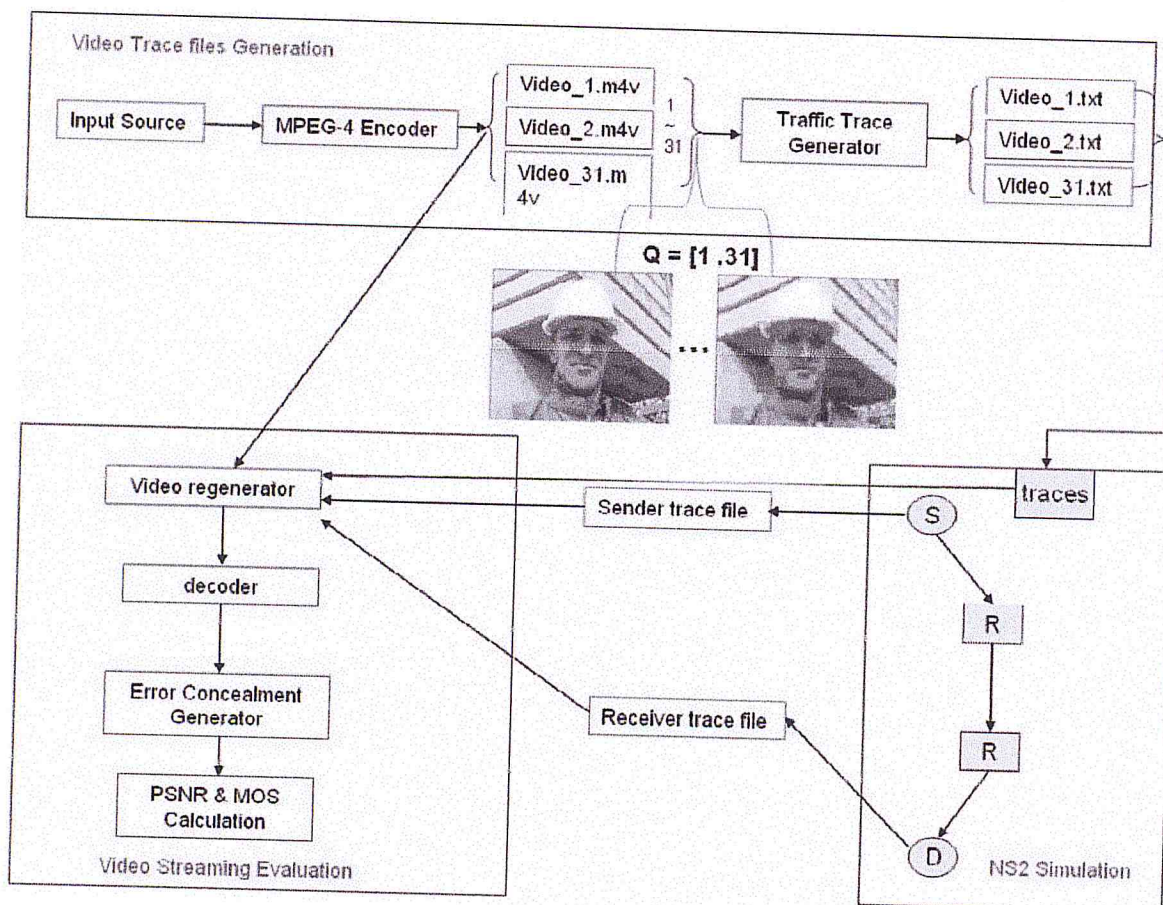 Video Trace files Generation
Input Source
MPEG-4 Encoder
Video_1.m4v
Video_2.m4v
Video_31.m
4v
1
~
31
Traffic Trace
Generator
Video_1.txt
Video_2.txt
Video_31.txt
Q = [1 .31]
...
Video regenerator
decoder
Error Concealment
Generator
PSNR & MOS
Calculation
Video Streaming Evaluation
Sender trace file
Receiver trace file
traces
S
R
R
D
NS2 Simulation